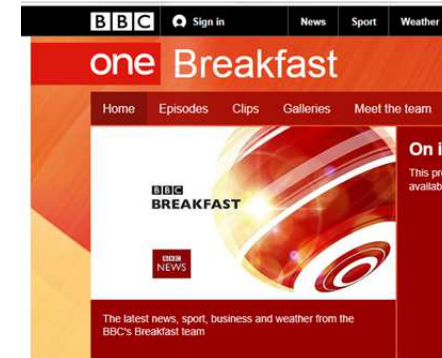 BBC Sign in News Sport Weather
one Breakfast
Home Episodes Clips Galleries Meet the team
On i
This pr
availab
BBC
BREAKFAST
BBC
NEWS
The latest news, sport, business and weather from the
BBC's Breakfast team